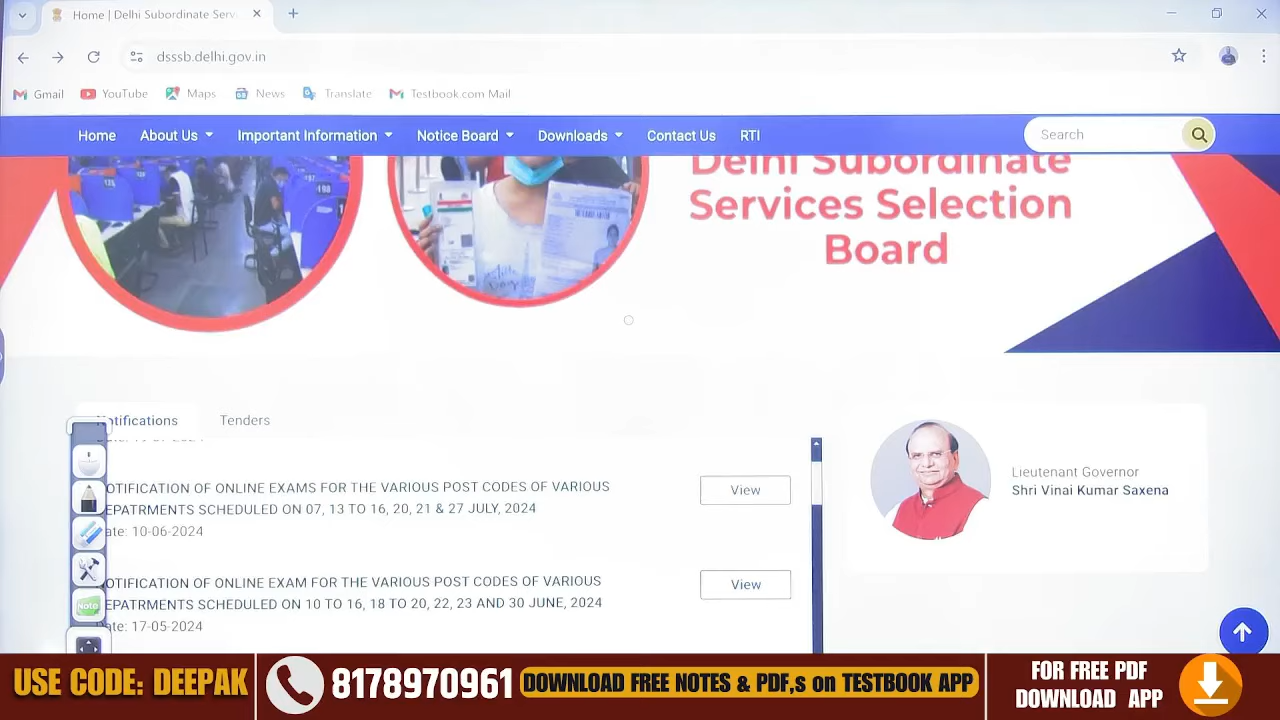 Home | Delhi Subordinate Serv
dsssb.delhi.gov.in
Gmail
YouTube
Maps
News
Translate
Testbook.com Mail
Home
About Us
Important Information
Notice Board
Downloads
Contact Us
RTI
Search
Delhi Subordinate
Services Selection
Board
Notifications
Tenders
OTIFICATION OF ONLINE EXAMS FOR THE VARIOUS POST CODES OF VARIOUS
EPATRMENTS SCHEDULED ON 07, 13 TO 16, 20, 21 & 27 JULY, 2024
ate: 10-06-2024
View
OTIFICATION OF ONLINE EXAM FOR THE VARIOUS POST CODES OF VARIOUS
EPATRMENTS SCHEDULED ON 10 TO 16, 18 TO 20, 22, 23 AND 30 JUNE, 2024
ate: 17-05-2024
View
Lieutenant Governor
Shri Vinai Kumar Saxena
Note
USE CODE: DEEPAK
8178970961
DOWNLOAD FREE NOTES & PDF,s on TESTBOOK APP
FOR FREE PDF
DOWNLOAD APP